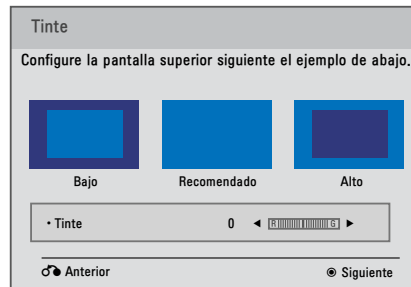 Tinte
Configure la pantalla superior siguiente el ejemplo de abajo.
Bajo Recomendado Alto
• Tinte 0 ◄ R G ►
Anterior ◉ Siguiente